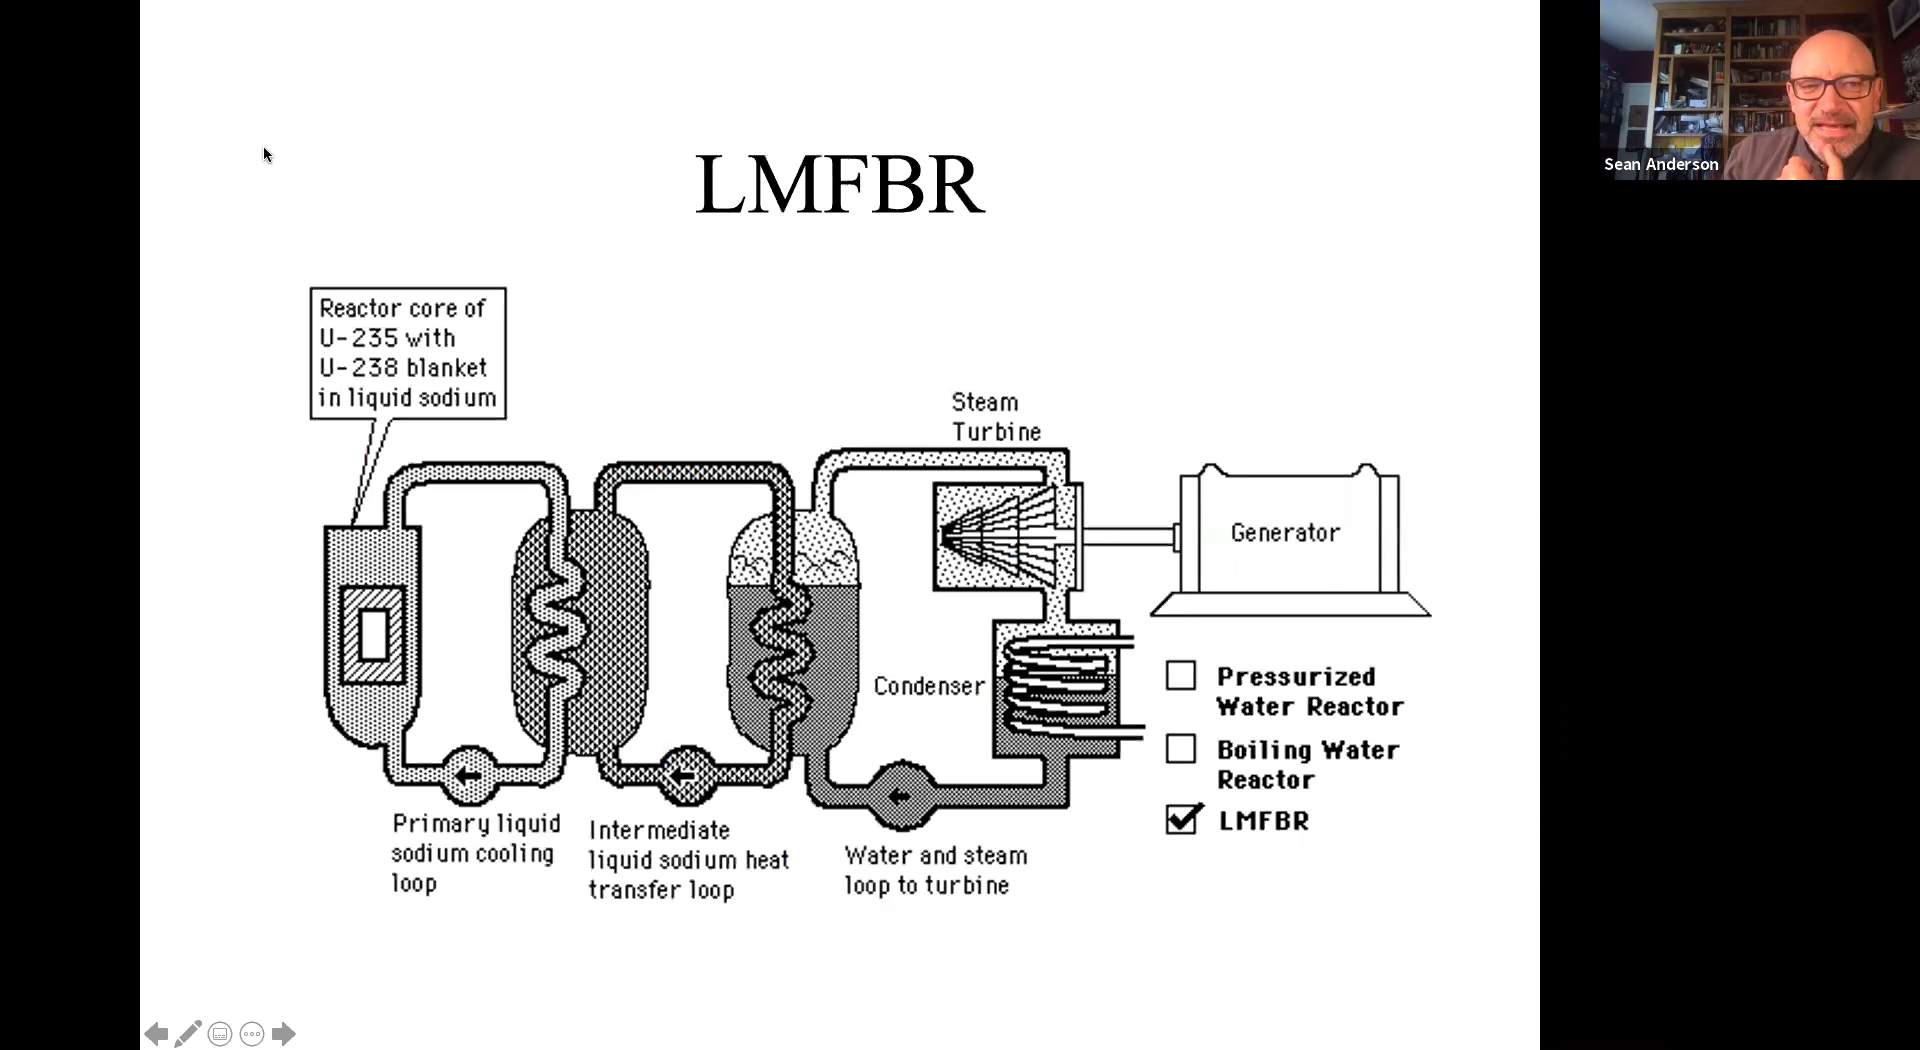 LMFBR
Sean Anderson
Reactor core of
U-235 with
U-238 blanket
in liquid sodium
Steam
Turbine
Generator
Condenser
Pressurized
Water Reactor
Boiling Water
Reactor
LMFBR
Primary liquid
sodium cooling
loop
Intermediate
liquid sodium heat
transfer loop
Water and steam
loop to turbine